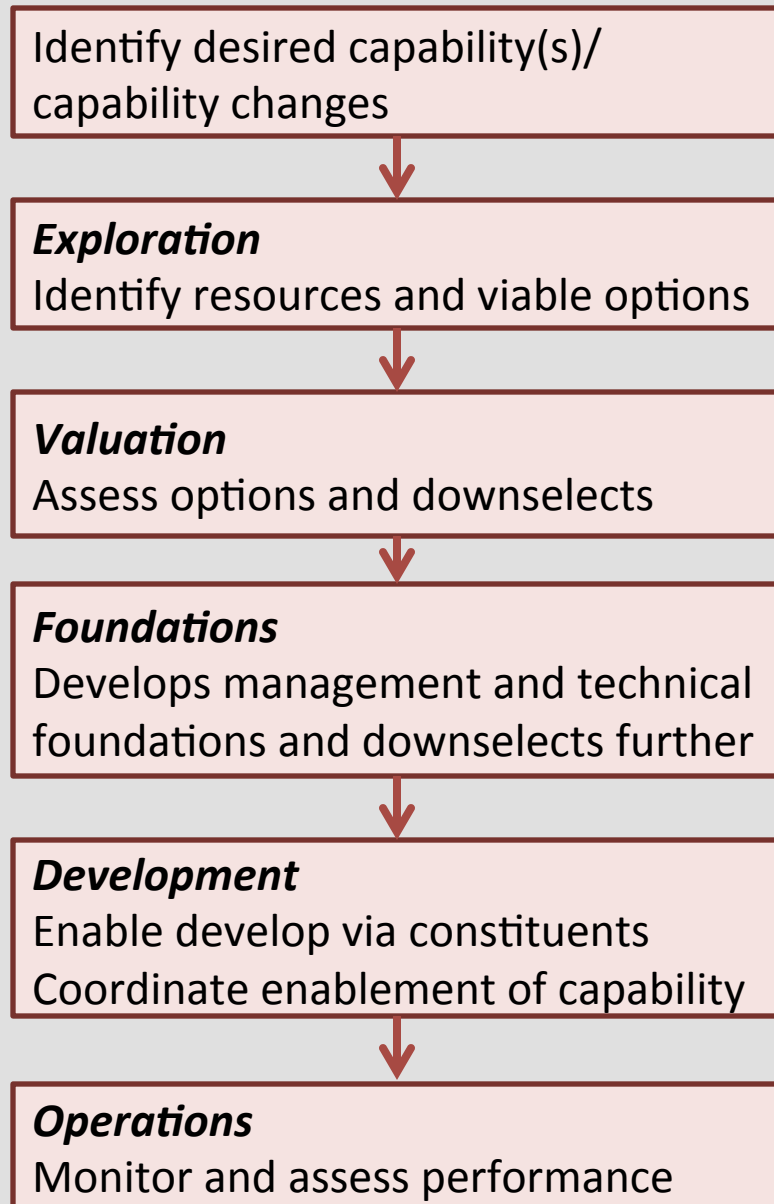 Identify desired capability(s)/
capability changes
Exploration
Identify resources and viable options
Valuation
Assess options and downselects
Foundations
Develops management and technical
foundations and downselects further
Development
Enable develop via constituents
Coordinate enablement of capability
Operations
Monitor and assess performance